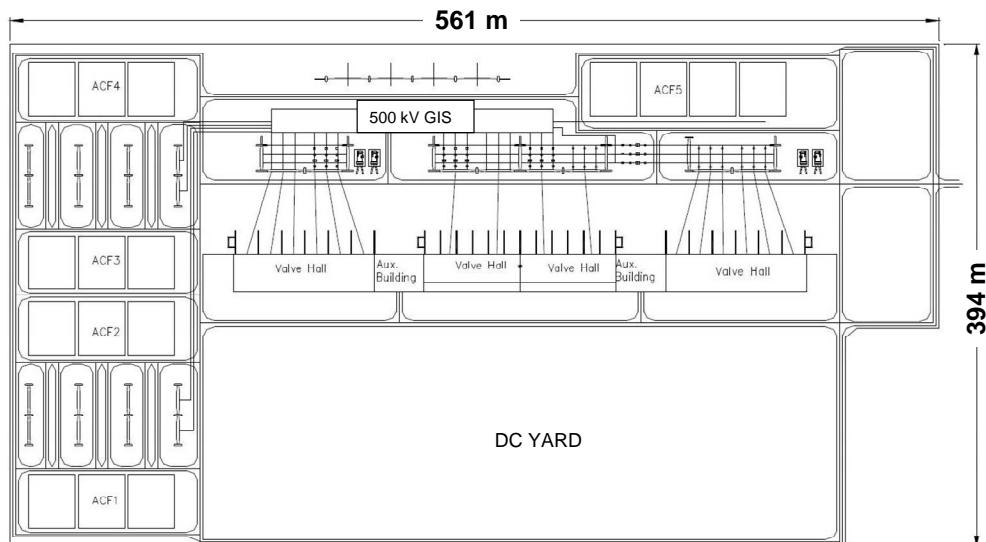 561 m
ACF4
ACF5
500 kV GIS
394 m
ACF3
Valve Hall
Aux.
Building
Valve Hall
Valve Hall
Aux.
Building
Valve Hall
ACF2
DC YARD
ACF1